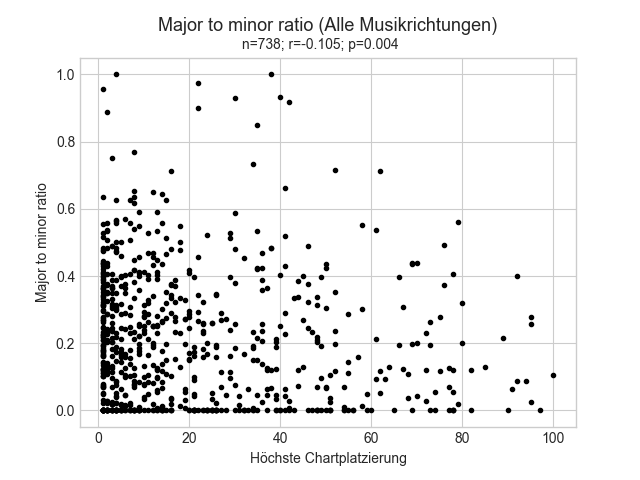 Major to minor ratio (Alle Musikrichtungen)
n=738; r=-0.105; p=0.004
1.0
0.8
0.6
0.4
0.2
0.0
Major to minor ratio
0 20 40 60 80 100
Höchste Chartplatzierung